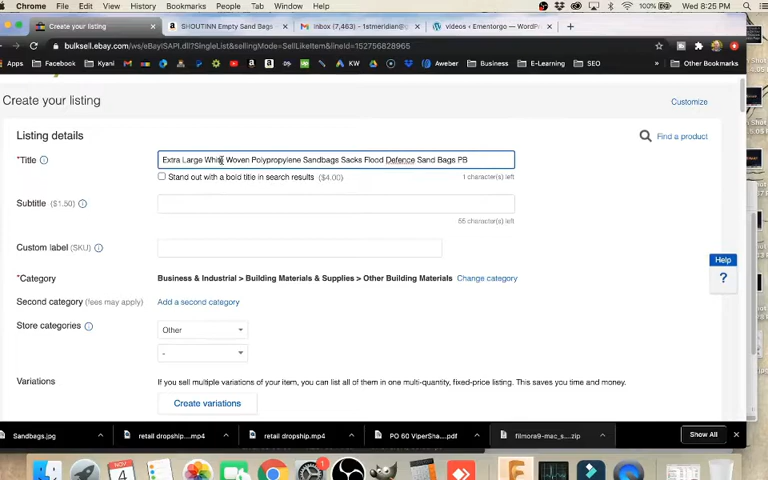 Chrome File Edit View History Bookmarks People Tab Window Help 100% Wed 8:25 PM
Create your listing SHOUTINN Empty Sand Bags Inbox (7,463) - 1stmeridian@ videos ‹ Ementorgo — WordPr
bulksell.ebay.com/ws/eBayISAPI.dll?SingleList&sellingMode=SellLikeItem&lineId=152756828965
Apps Facebook Kyani KW Aweber Business E-Learning SEO » Other Bookmarks
Create your listing Customize
Listing details Find a product
*Title Extra Large White Woven Polypropylene Sandbags Sacks Flood Defence Sand Bags PB
Stand out with a bold title in search results ($4.00) 1 character(s) left
Subtitle ($1.50)
55 character(s) left
Custom label (SKU)
Help
?
*Category Business & Industrial > Building Materials & Supplies > Other Building Materials Change category
Second category (fees may apply) Add a second category
Store categories Other
-
Variations If you sell multiple variations of your item, you can list all of them in one multi-quantity, fixed-price listing. This saves you time and money.
Create variations
Sandbags.jpg retail dropship....mp4 retail dropship.mp4 PO 60 ViperSha....pdf filmora9-mac_s....zip Show All
NOV
4